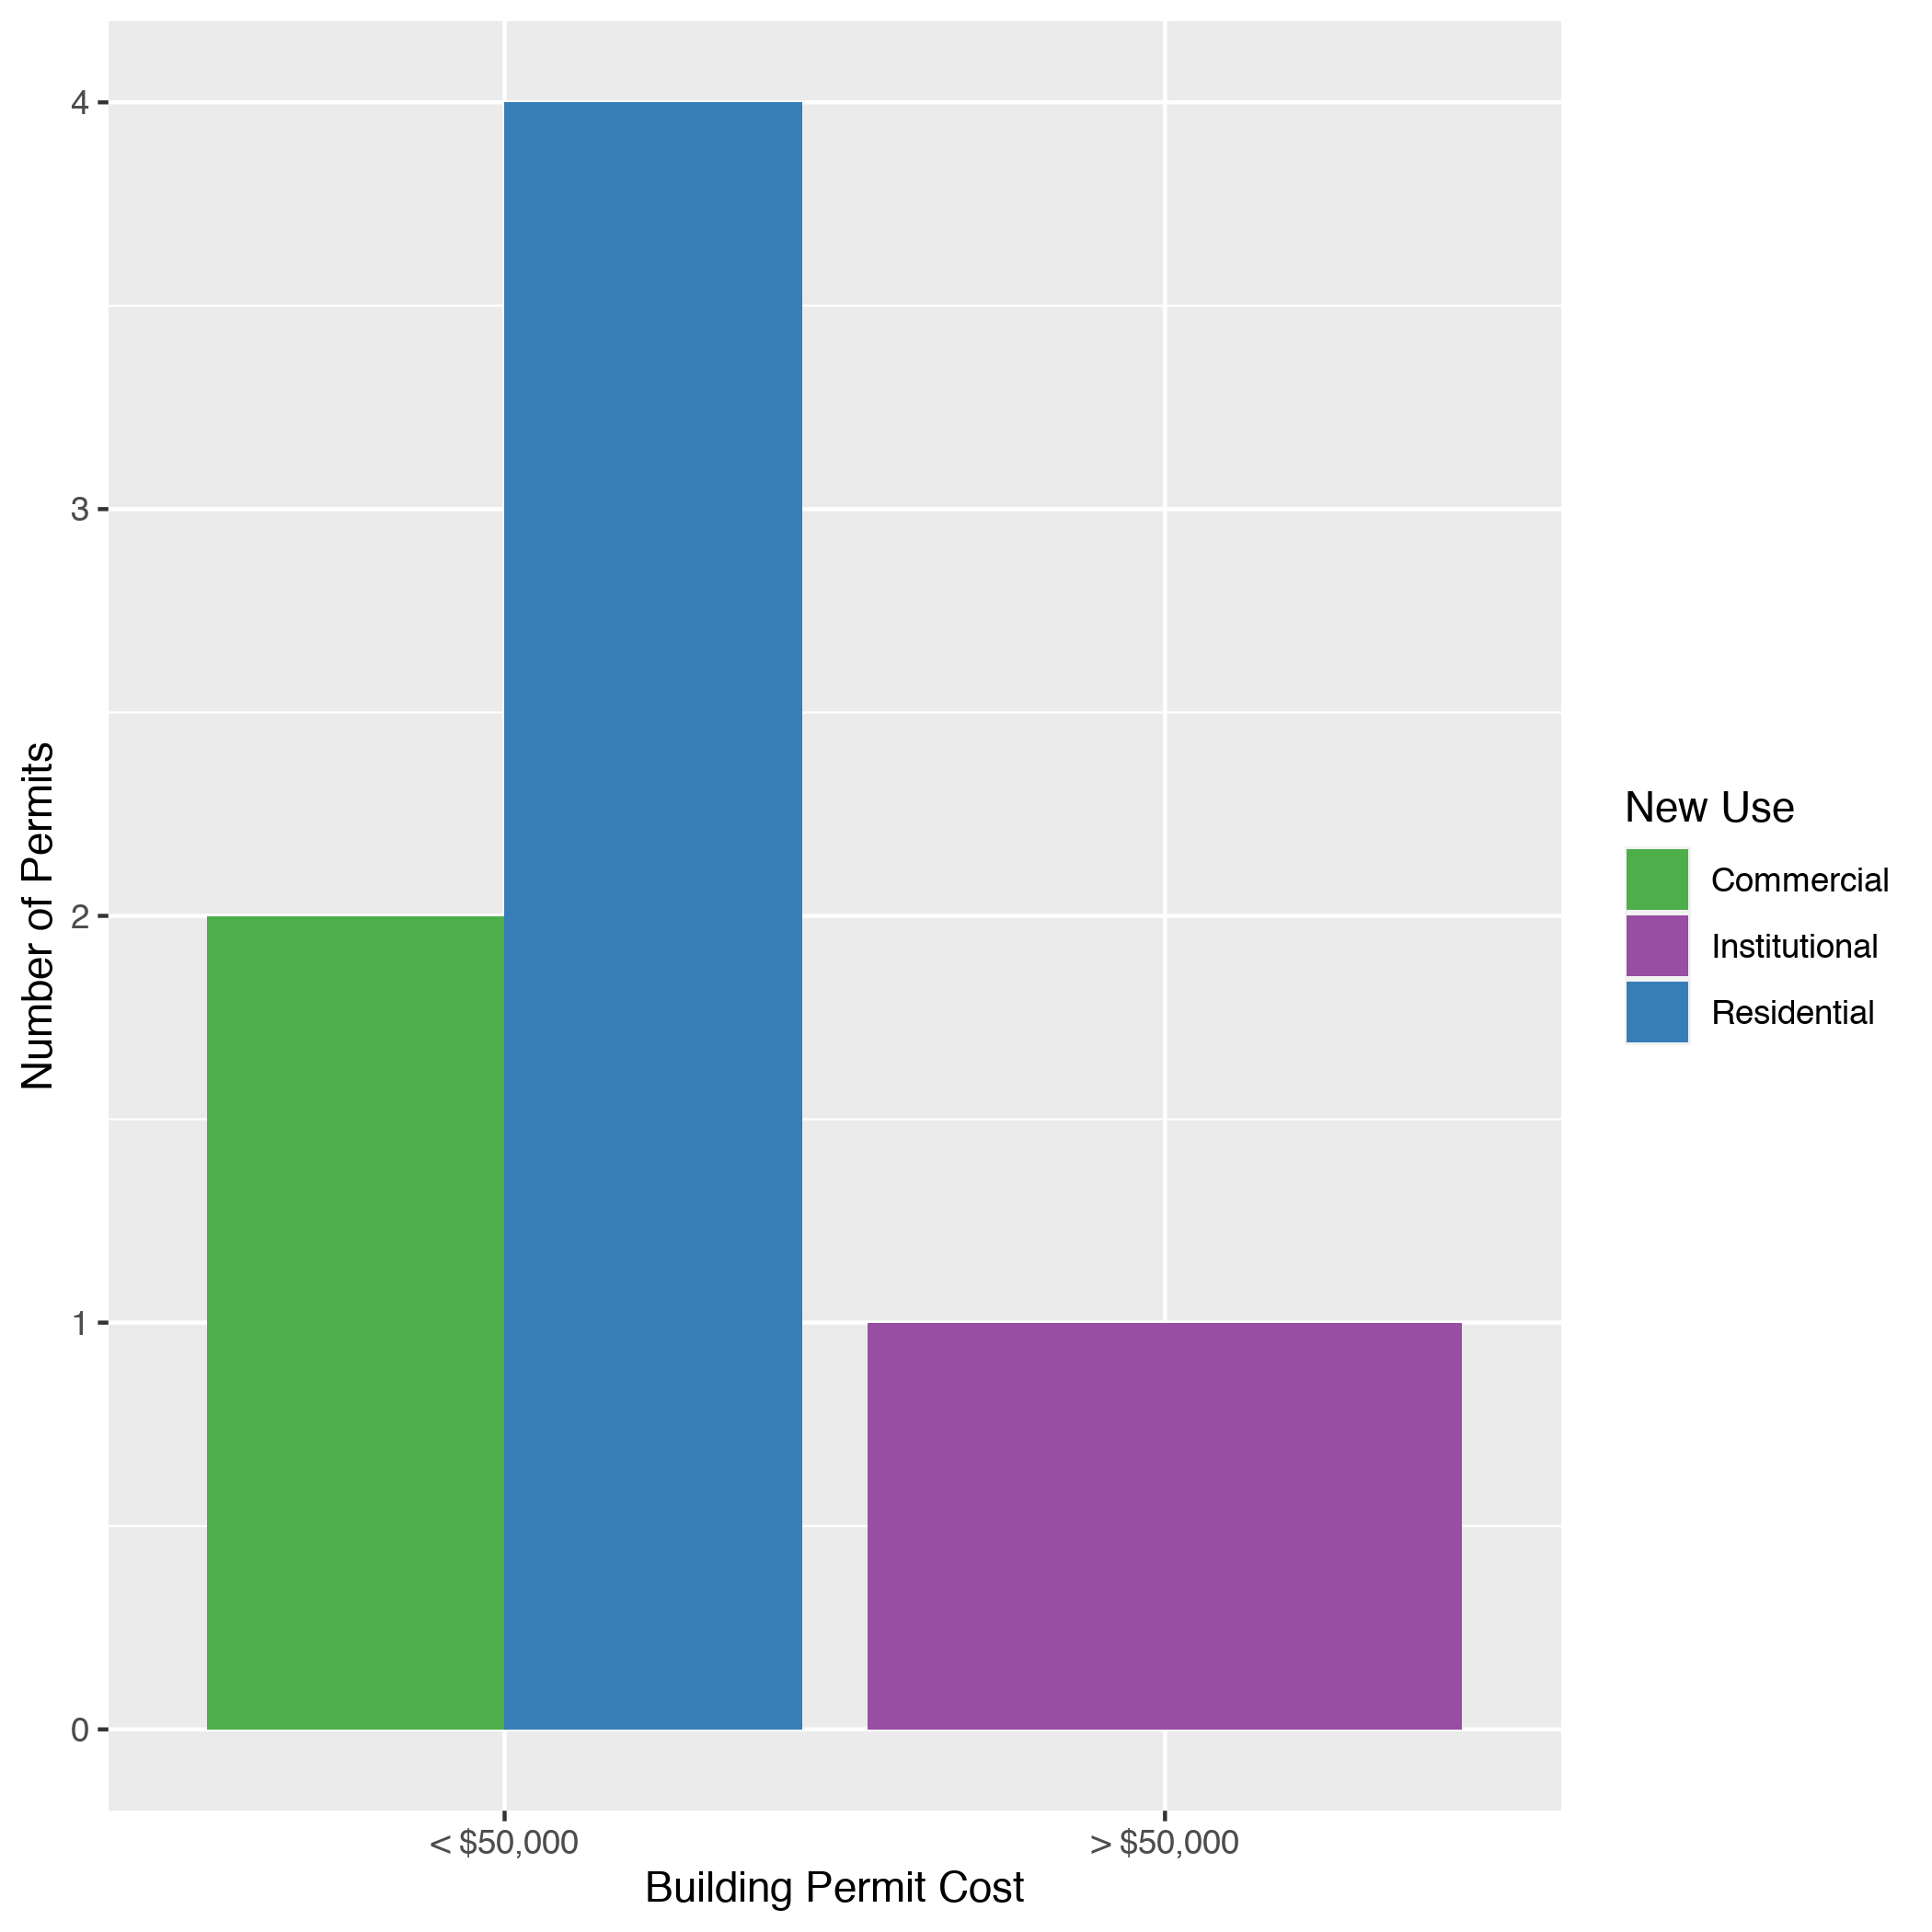 4
3
2
1
0
Number of Permits
< $50,000
> $50,000
Building Permit Cost
New Use
Commercial
Institutional
Residential